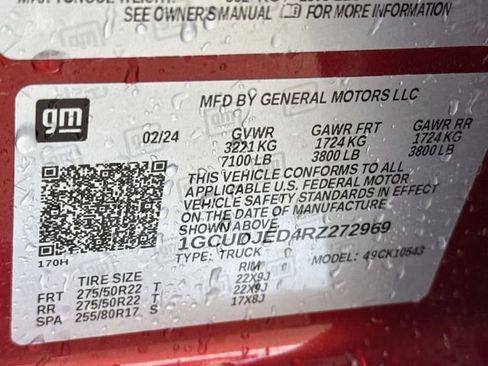 SEE OWNER'S MANUAL FOR MORE INFORMATION
gm
MFD BY GENERAL MOTORS LLC
02/24 GVWR GAWR FRT GAWR RR
3221 KG 1724 KG 1724 KG
7100 LB 3800 LB 3800 LB
THIS VEHICLE CONFORMS TO ALL
APPLICABLE U.S. FEDERAL MOTOR
VEHICLE SAFETY STANDARDS IN EFFECT
ON THE DATE OF MANUFACTURE
SHOWN ABOVE
1GCUDJED4RZ272969
170H
TYPE: TRUCK MODEL: 49CK10543
TIRE SIZE RIM
FRT 275/50R22 T 22X9J
RR 275/50R22 T 22X9J
SPA 255/80R17 S 17X8J